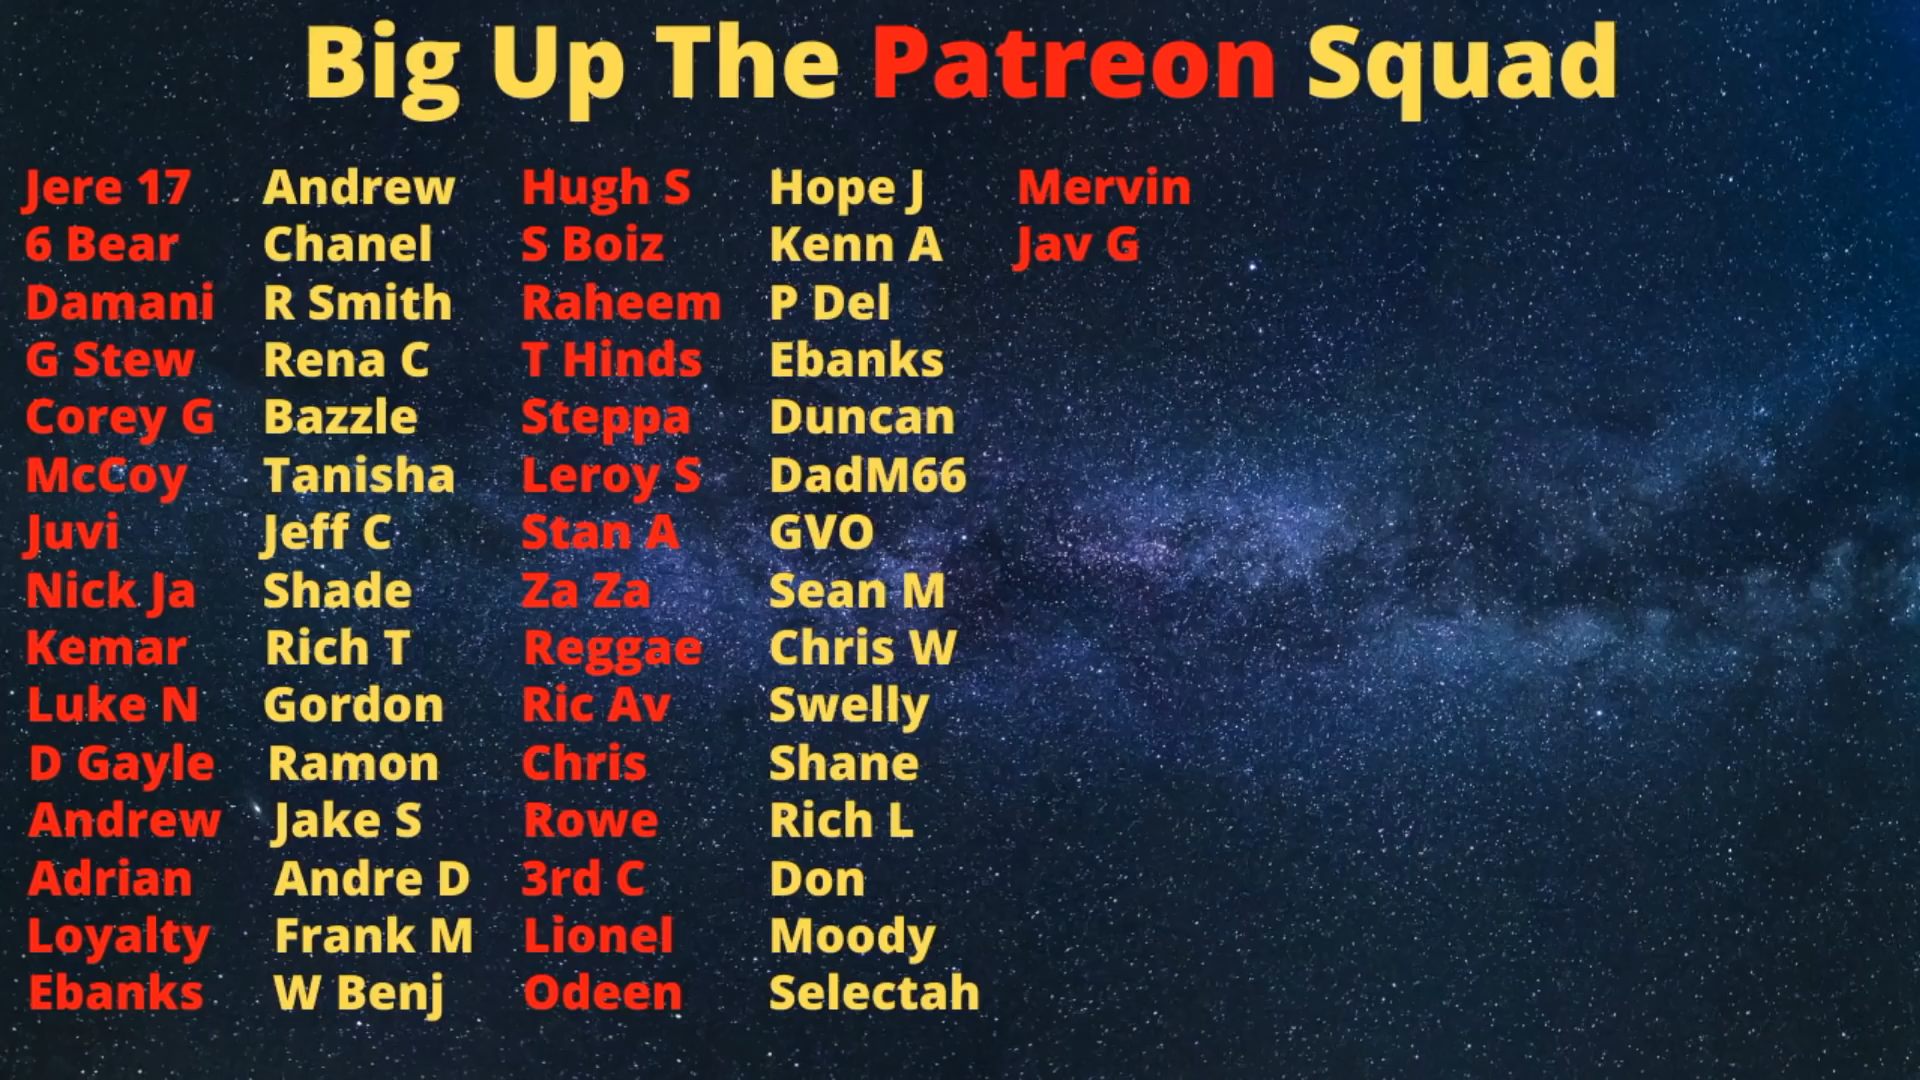 Big Up The Patreon Squad
Jere 17
6 Bear
Damani
G Stew
Corey G
McCoy
Juvi
Nick Ja
Kemar
Luke N
D Gayle
Andrew
Adrian
Loyalty
Ebanks
Andrew
Chanel
R Smith
Rena C
Bazzle
Tanisha
Jeff C
Shade
Rich T
Gordon
Ramon
Jake S
Andre D
Frank M
W Benj
Hugh S
S Boiz
Raheem
T Hinds
Steppa
Leroy S
Stan A
Za Za
Reggae
Ric Av
Chris
Rowe
3rd C
Lionel
Odeen
Hope J
Kenn A
P Del
Ebanks
Duncan
DadM66
GVO
Sean M
Chris W
Swelly
Shane
Rich L
Don
Moody
Selectah
Mervin
Jav G